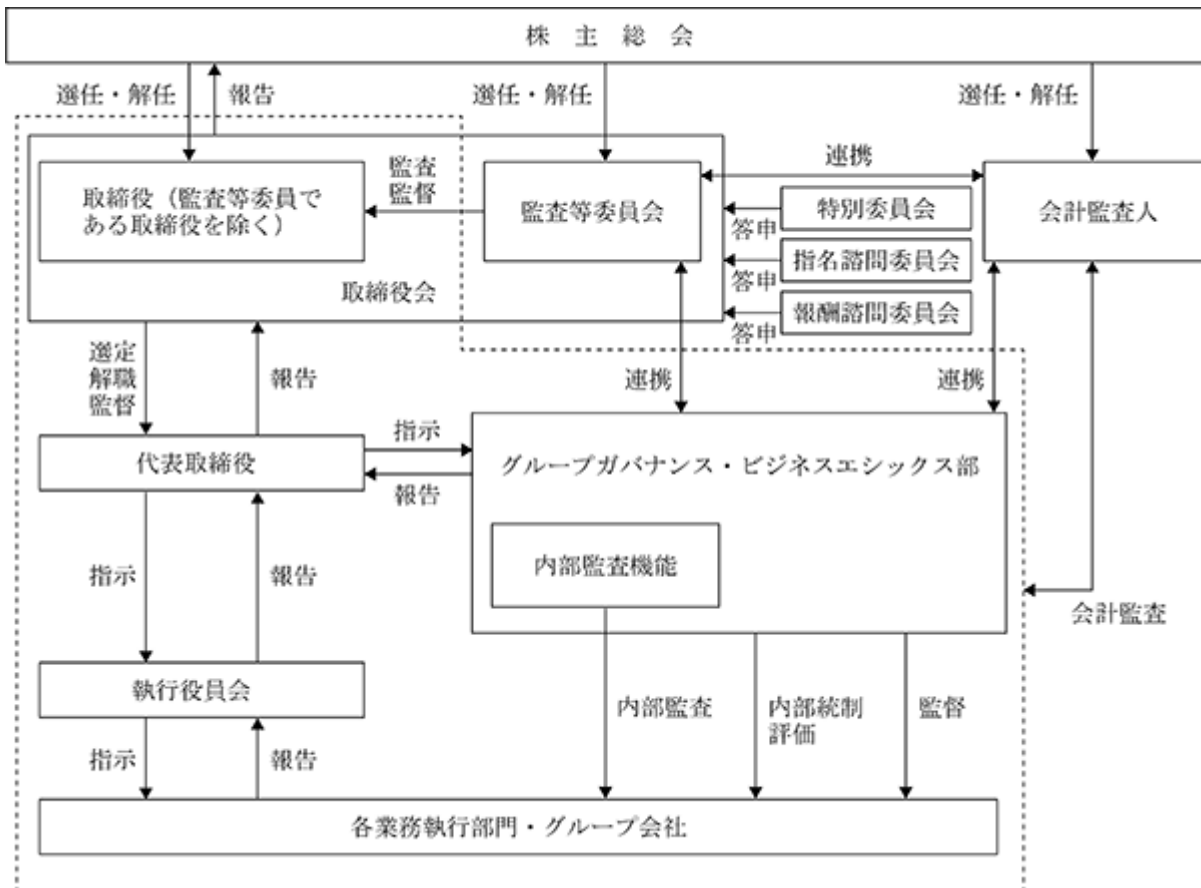 株主総会
選任・解任
報告
選任・解任
選任・解任
取締役（監査等委員で
ある取締役を除く）
監査
監督
監査等委員会
連携
会計監査人
特別委員会
答申
指名諮問委員会
答申
報酬諮問委員会
答申
取締役会
選定
解職
監督
報告
連携
連携
代表取締役
指示
報告
グループガバナンス・ビジネスエシックス部
内部監査機能
指示
報告
会計監査
執行役員会
内部監査
内部統制
評価
監督
指示
報告
各業務執行部門・グループ会社